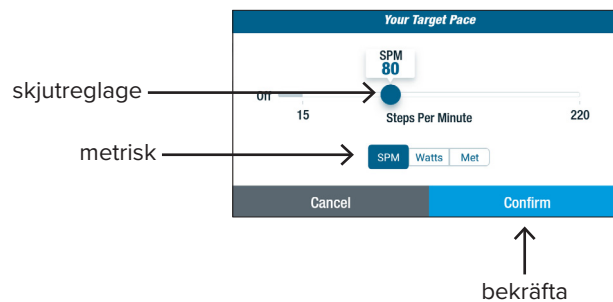 Your Target Pace
SPM
80
skjutreglage
Off
15
Steps Per Minute
220
metrisk
SPM Watts Met
Cancel
Confirm
bekräfta